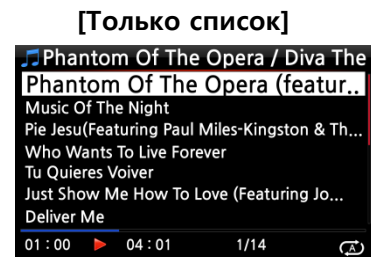 [Только список]
Phantom Of The Opera / Diva The
Phantom Of The Opera (featur..
Music Of The Night
Pie Jesu(Featuring Paul Miles-Kingston & Th...
Who Wants To Live Forever
Tu Quieres Voiver
Just Show Me How To Love (Featuring Jo...
Deliver Me
01 : 00 04 : 01 1/14 A